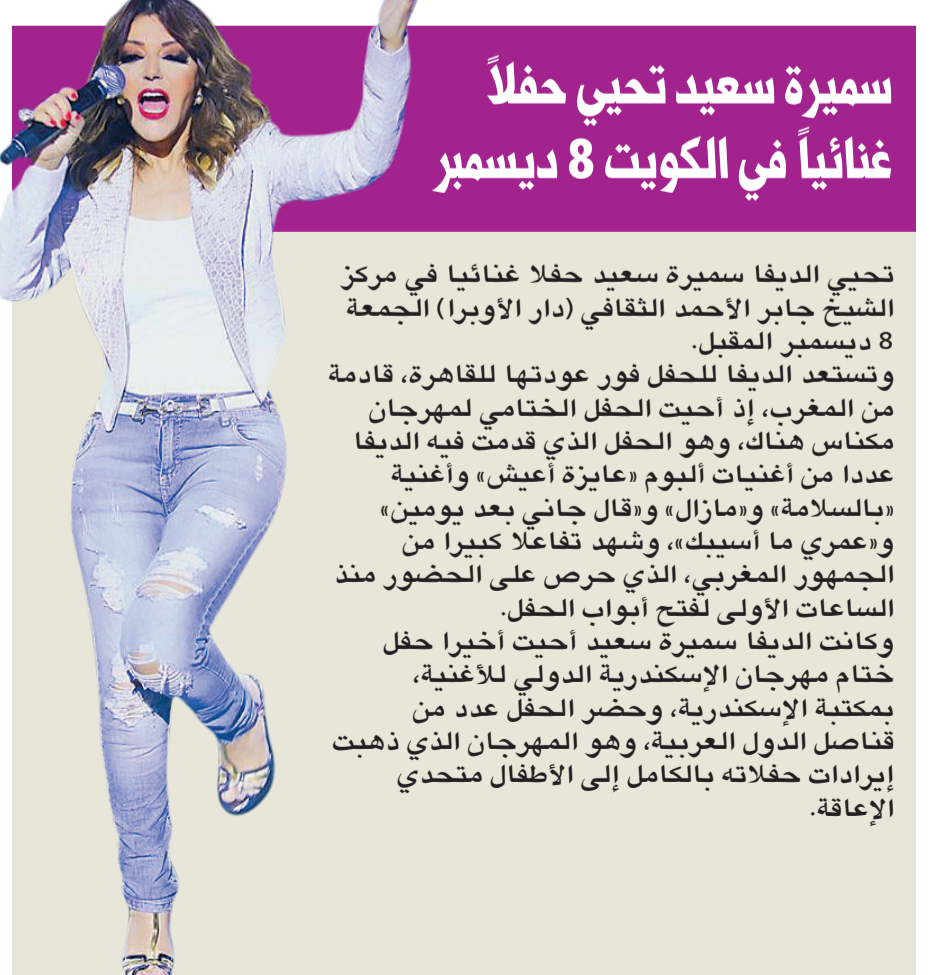 سميرة سعيد تحيي حفلاً
غنائياً في الكويت 8 ديسمبر
تحيي الديفا سميرة سعيد حفلا غنائيا في مركز
الشيخ جابر الأحمد الثقافي (دار الأوبرا) الجمعة
8 ديسمبر المقبل.
وتستعد الديفا للحفل فور عودتها للقاهرة، قادمة
من المغرب، إذ أحيت الحفل الختامي لمهرجان
مكناس هناك، وهو الحفل الذي قدمت فيه الديفا
عددا من أغنيات ألبوم «عايزة أعيش» وأغنية
«بالسلامة» و«مازال» و«قال جاني بعد يومين»
و«عمري ما أسيبك»، وشهد تفاعلا كبيرا من
الجمهور المغربي، الذي حرص على الحضور منذ
الساعات الأولى لفتح أبواب الحفل.
وكانت الديفا سميرة سعيد أحيت أخيرا حفل
ختام مهرجان الإسكندرية الدولي للأغنية،
بمكتبة الإسكندرية، وحضر الحفل عدد من
قناصل الدول العربية، وهو المهرجان الذي ذهبت
إيرادات حفلاته بالكامل إلى الأطفال متحدي
الإعاقة.